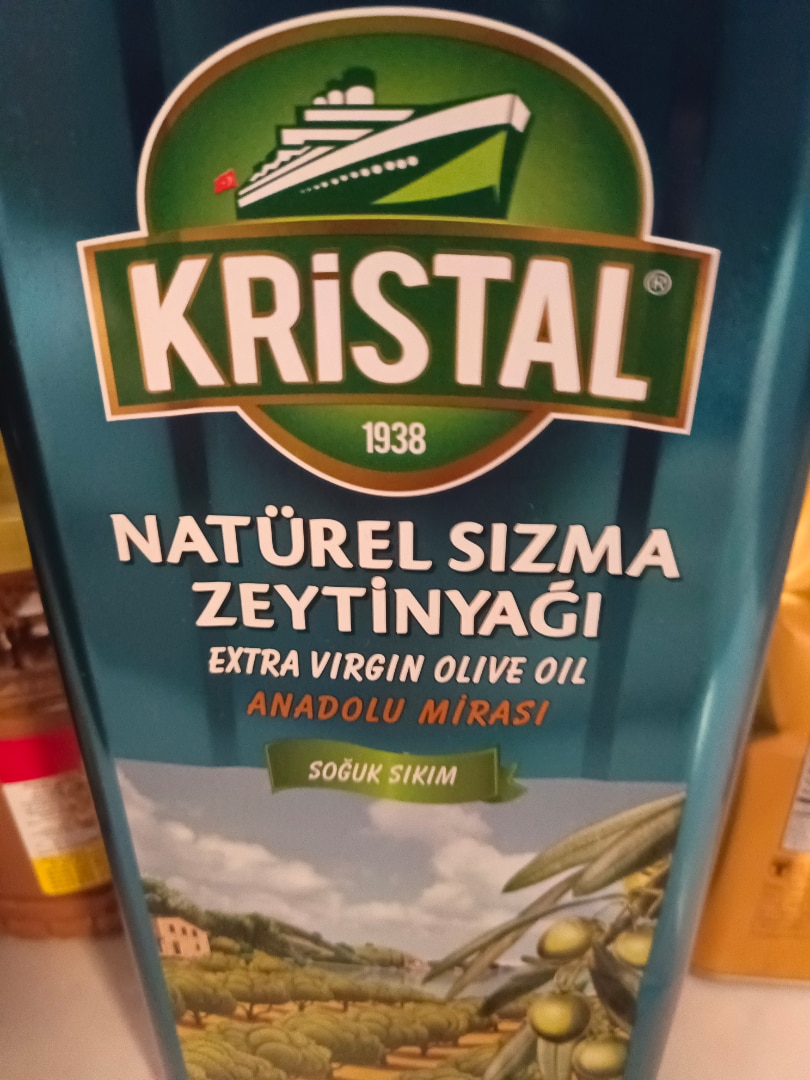 KRiSTAL®
1938
NATÜREL SIZMA
ZEYTİNYAĞI
EXTRA VIRGIN OLIVE OIL
ANADOLU MİRASI
SOĞUK SIKIM